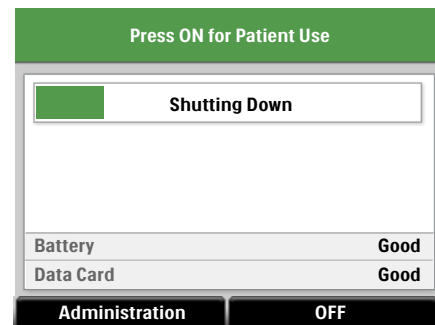 Press ON for Patient Use
Shutting Down
Battery Good
Data Card Good
Administration OFF